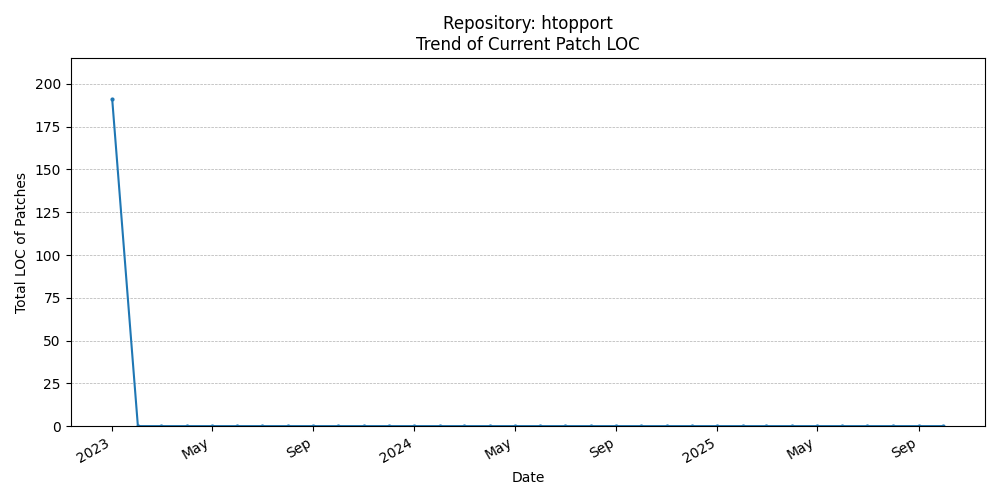 Repository: htopport
Trend of Current Patch LOC
Total LOC of Patches
200
175
150
125
100
75
50
25
0
2023
May
Sep
2024
May
Sep
2025
May
Sep
Date